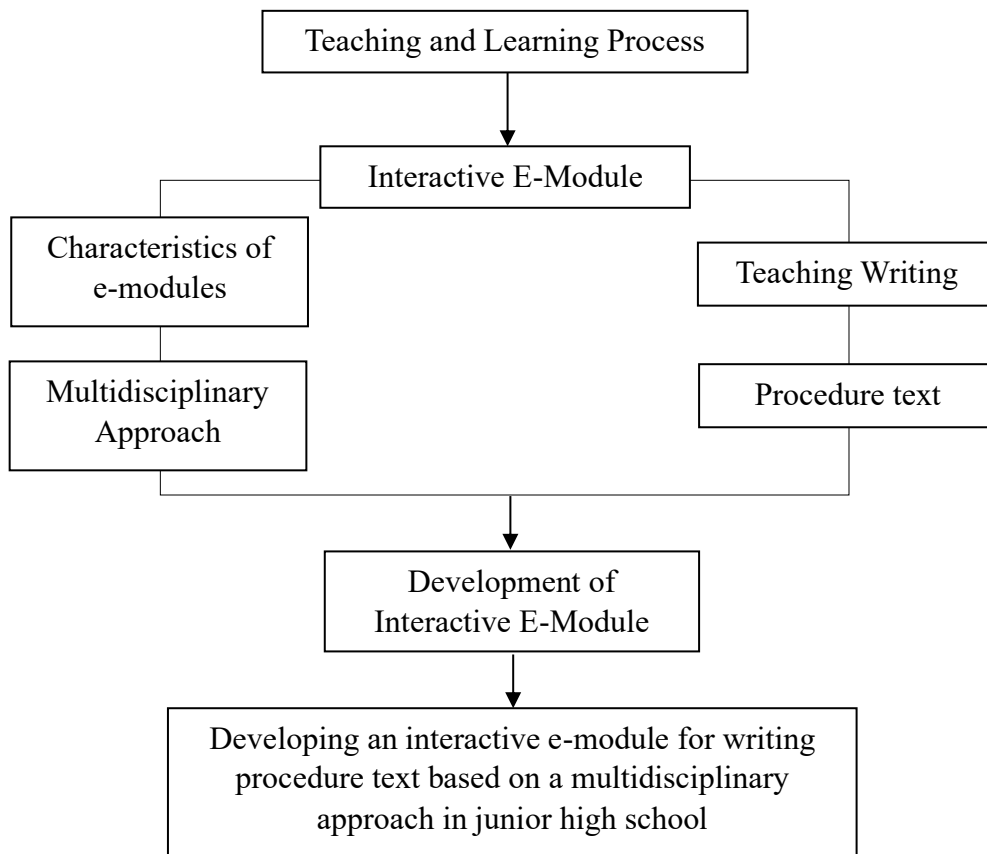 Teaching and Learning Process
Interactive E-Module
Characteristics of
e-modules
Teaching Writing
Multidisciplinary
Approach
Procedure text
Development of
Interactive E-Module
Developing an interactive e-module for writing
procedure text based on a multidisciplinary
approach in junior high school